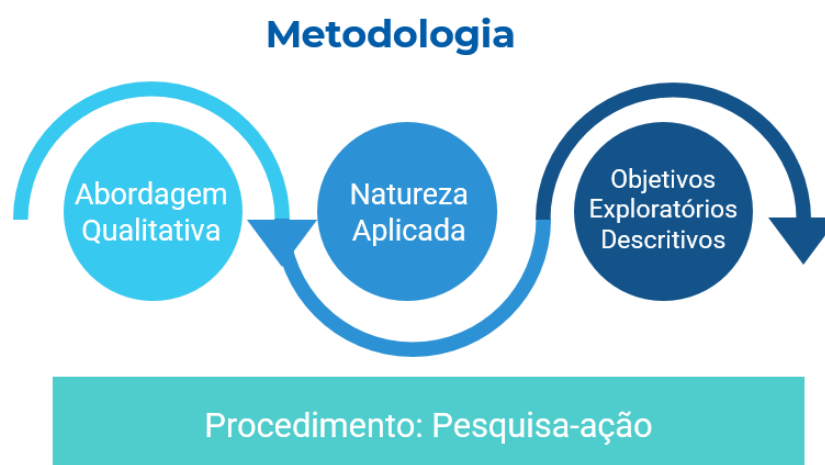 Metodologia
Abordagem
Qualitativa
Natureza
Aplicada
Objetivos
Exploratórios
Descritivos
Procedimento: Pesquisa-ação